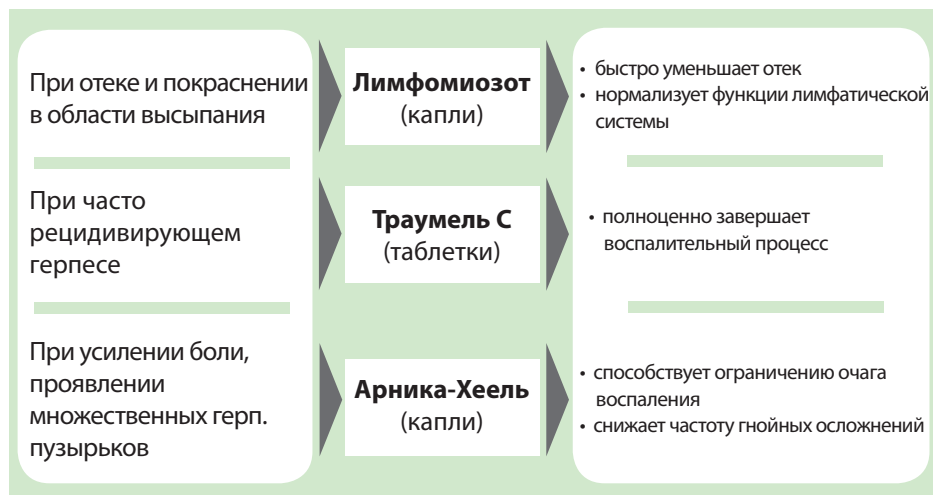 При отеке и покраснении
в области высыпания
Лимфомиозот
(капли)
• быстро уменьшает отек
• нормализует функции лимфатической
системы
При часто
рецидивирующем
герпесе
Траумель С
(таблетки)
• полноценно завершает
воспалительный процесс
При усилении боли,
проявлении
множественных герп.
пузырьков
Арника-Хеель
(капли)
• способствует ограничению очага
воспаления
• снижает частоту гнойных осложнений